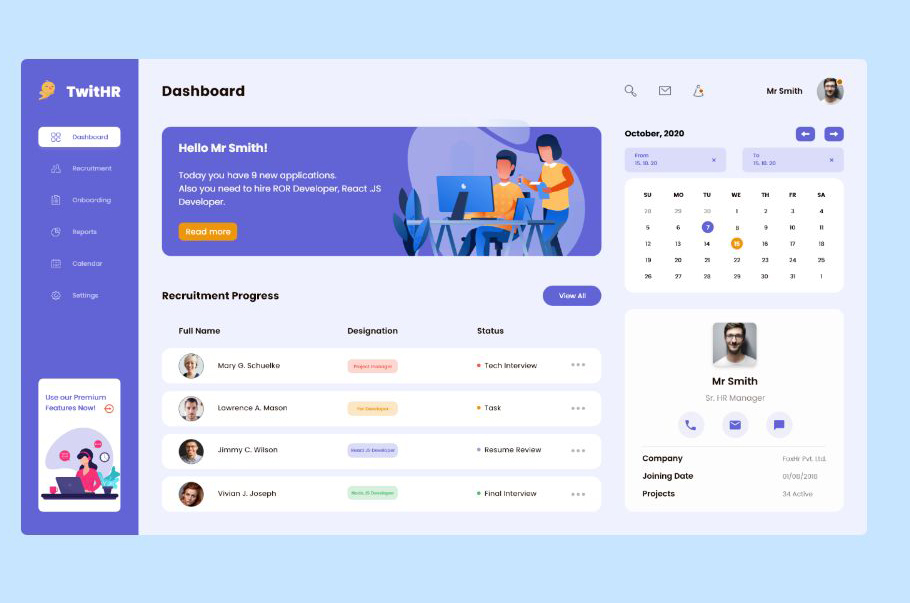 TwitHR
Dashboard
Recruitment
Onboarding
Reports
Calendar
Settings
Use our Premium
Features Now!
Dashboard
Hello Mr Smith!
Today you have 9 new applications.
Also you need to hire ROR Developer, React .JS
Developer.
Read more
Recruitment Progress
View All
Full Name Designation Status
Mary G. Schuelke Project manager Tech Interview
Lawrence A. Mason Developer Task
Jimmy C. Wilson React JS Developer Resume Review
Vivian J. Joseph JS Developer Final Interview
Mr Smith
October, 2020
From
15. 10. 20
To
15. 10. 20
SU MO TU WE TH FR SA
28 29 30 1 2 3 4
5 6 7 8 9 10 11
12 13 14 15 16 17 18
19 20 21 22 23 24 25
26 27 28 29 30 31 1
Mr Smith
Sr. HR Manager
Company FoxHr Pvt. Ltd.
Joining Date 01/08/2018
Projects 34 Active